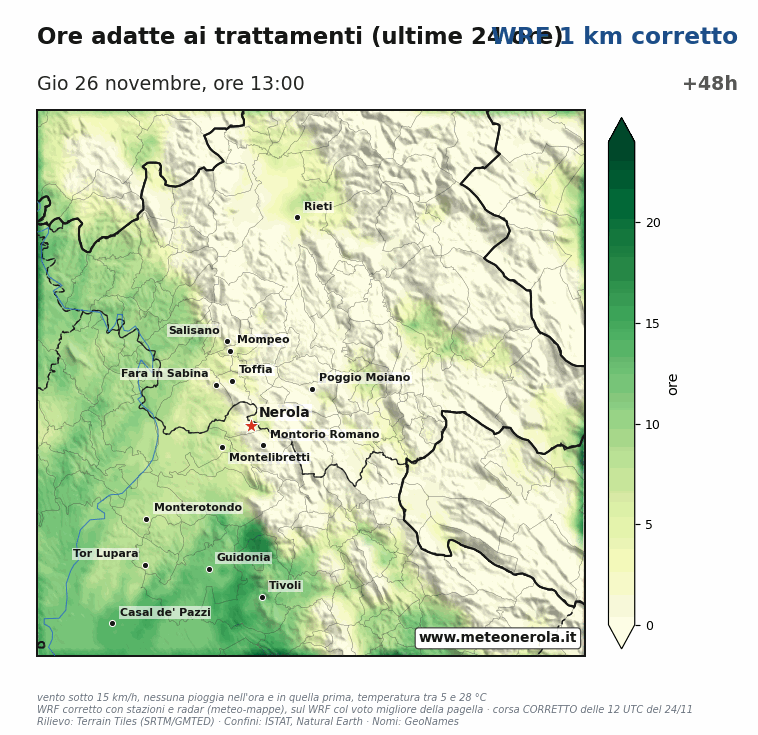 Ore adatte ai trattamenti (ultime 24 ore)
WRF 1 km corretto
Gio 26 novembre, ore 13:00
+48h
Rieti
Salisano
Mompeo
Toffia
Fara in Sabina
Poggio Moiano
Nerola
Montorio Romano
Montelibretti
Monterotondo
Tor Lupara
Guidonia
Tivoli
Casal de' Pazzi
www.meteonerola.it
20
15
10
5
0
ore
vento sotto 15 km/h, nessuna pioggia nell'ora e in quella prima, temperatura tra 5 e 28 °C
WRF corretto con stazioni e radar (meteo-mappe), sul WRF col voto migliore della pagella · corsa CORRETTO delle 12 UTC del 24/11
Rilievo: Terrain Tiles (SRTM/GMTED) · Confini: ISTAT, Natural Earth · Nomi: GeoNames